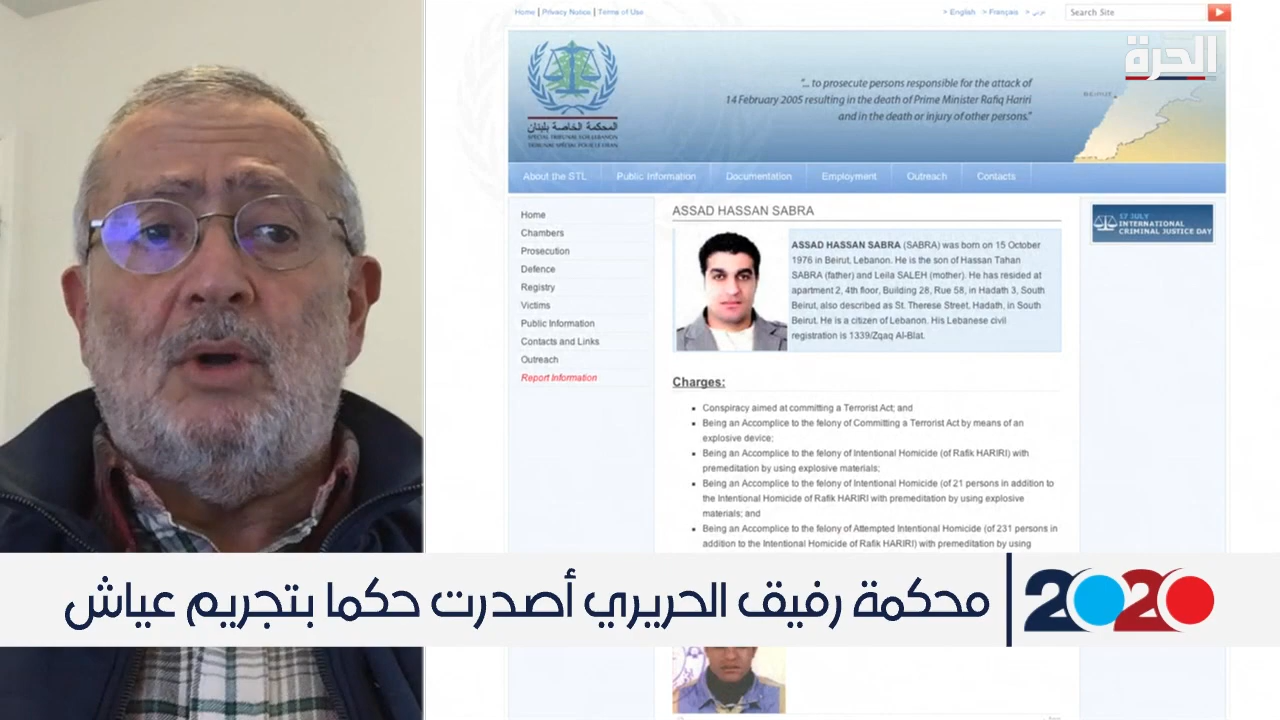 Home | Privacy Notice | Terms of Use
> English > Français > عربي
Search Site
الحرة
"... to prosecute persons responsible for the attack of
14 February 2005 resulting in the death of Prime Minister Rafiq Hariri
and in the death or injury of other persons."
BEIRUT
المحكمة الخاصة بلبنان
SPECIAL TRIBUNAL FOR LEBANON
TRIBUNAL SPÉCIAL POUR LE LIBAN
About the STL
Public Information
Documentation
Employment
Outreach
Contacts
Home
Chambers
Prosecution
Defence
Registry
Victims
Public Information
Contacts and Links
Outreach
Report Information
ASSAD HASSAN SABRA
ASSAD HASSAN SABRA (SABRA) was born on 15 October
1976 in Beirut, Lebanon. He is the son of Hassan Tahan
SABRA (father) and Leila SALEH (mother). He has resided at
apartment 2, 4th floor, Building 28, Rue 58, in Hadath 3, South
Beirut, also described as St. Therese Street, Hadath, in South
Beirut. He is a citizen of Lebanon. His Lebanese civil
registration is 1339/Zqaq Al-Blat.
17 JULY
INTERNATIONAL
CRIMINAL JUSTICE DAY
Charges:
Conspiracy aimed at committing a Terrorist Act; and
Being an Accomplice to the felony of Committing a Terrorist Act by means of an
explosive device;
Being an Accomplice to the felony of Intentional Homicide (of Rafik HARIRI) with
premeditation by using explosive materials;
Being an Accomplice to the felony of Intentional Homicide (of 21 persons in addition to
the Intentional Homicide of Rafik HARIRI) with premeditation by using explosive
materials; and
Being an Accomplice to the felony of Attempted Intentional Homicide (of 231 persons in
addition to the Intentional Homicide of Rafik HARIRI) with premeditation by using
محكمة رفيق الحريري أصدرت حكما بتجريم عياش
2020